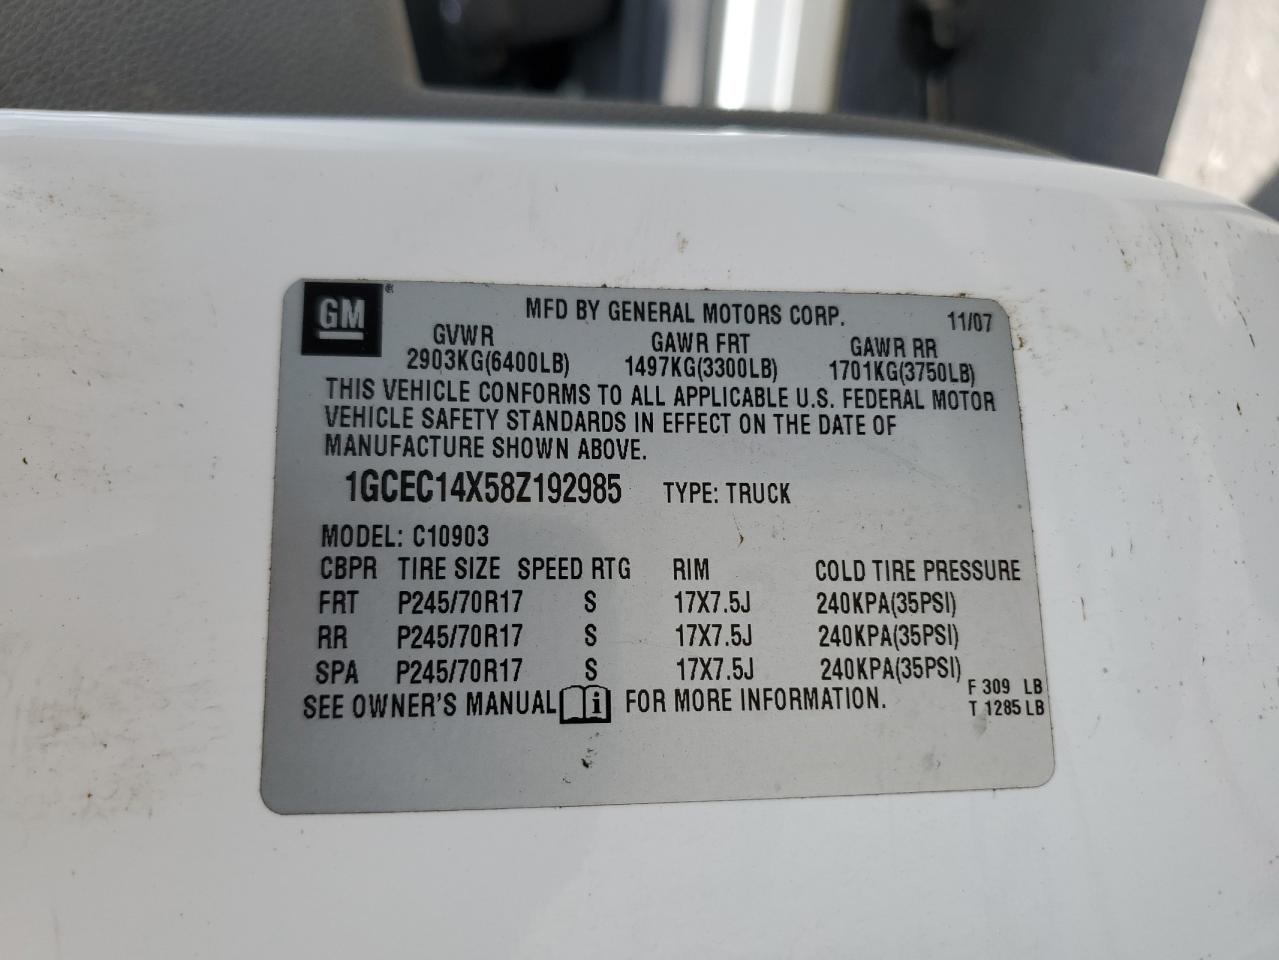 GM ®
MFD BY GENERAL MOTORS CORP. 11/07
GVWR GAWR FRT GAWR RR
2903KG(6400LB) 1497KG(3300LB) 1701KG(3750LB)
THIS VEHICLE CONFORMS TO ALL APPLICABLE U.S. FEDERAL MOTOR
VEHICLE SAFETY STANDARDS IN EFFECT ON THE DATE OF
MANUFACTURE SHOWN ABOVE.
1GCEC14X58Z192985 TYPE: TRUCK
MODEL: C10903
CBPR TIRE SIZE SPEED RTG RIM COLD TIRE PRESSURE
FRT P245/70R17 S 17X7.5J 240KPA(35PSI)
RR P245/70R17 S 17X7.5J 240KPA(35PSI)
SPA P245/70R17 S 17X7.5J 240KPA(35PSI)
SEE OWNER'S MANUAL i FOR MORE INFORMATION.
F 309 LB
T 1285 LB